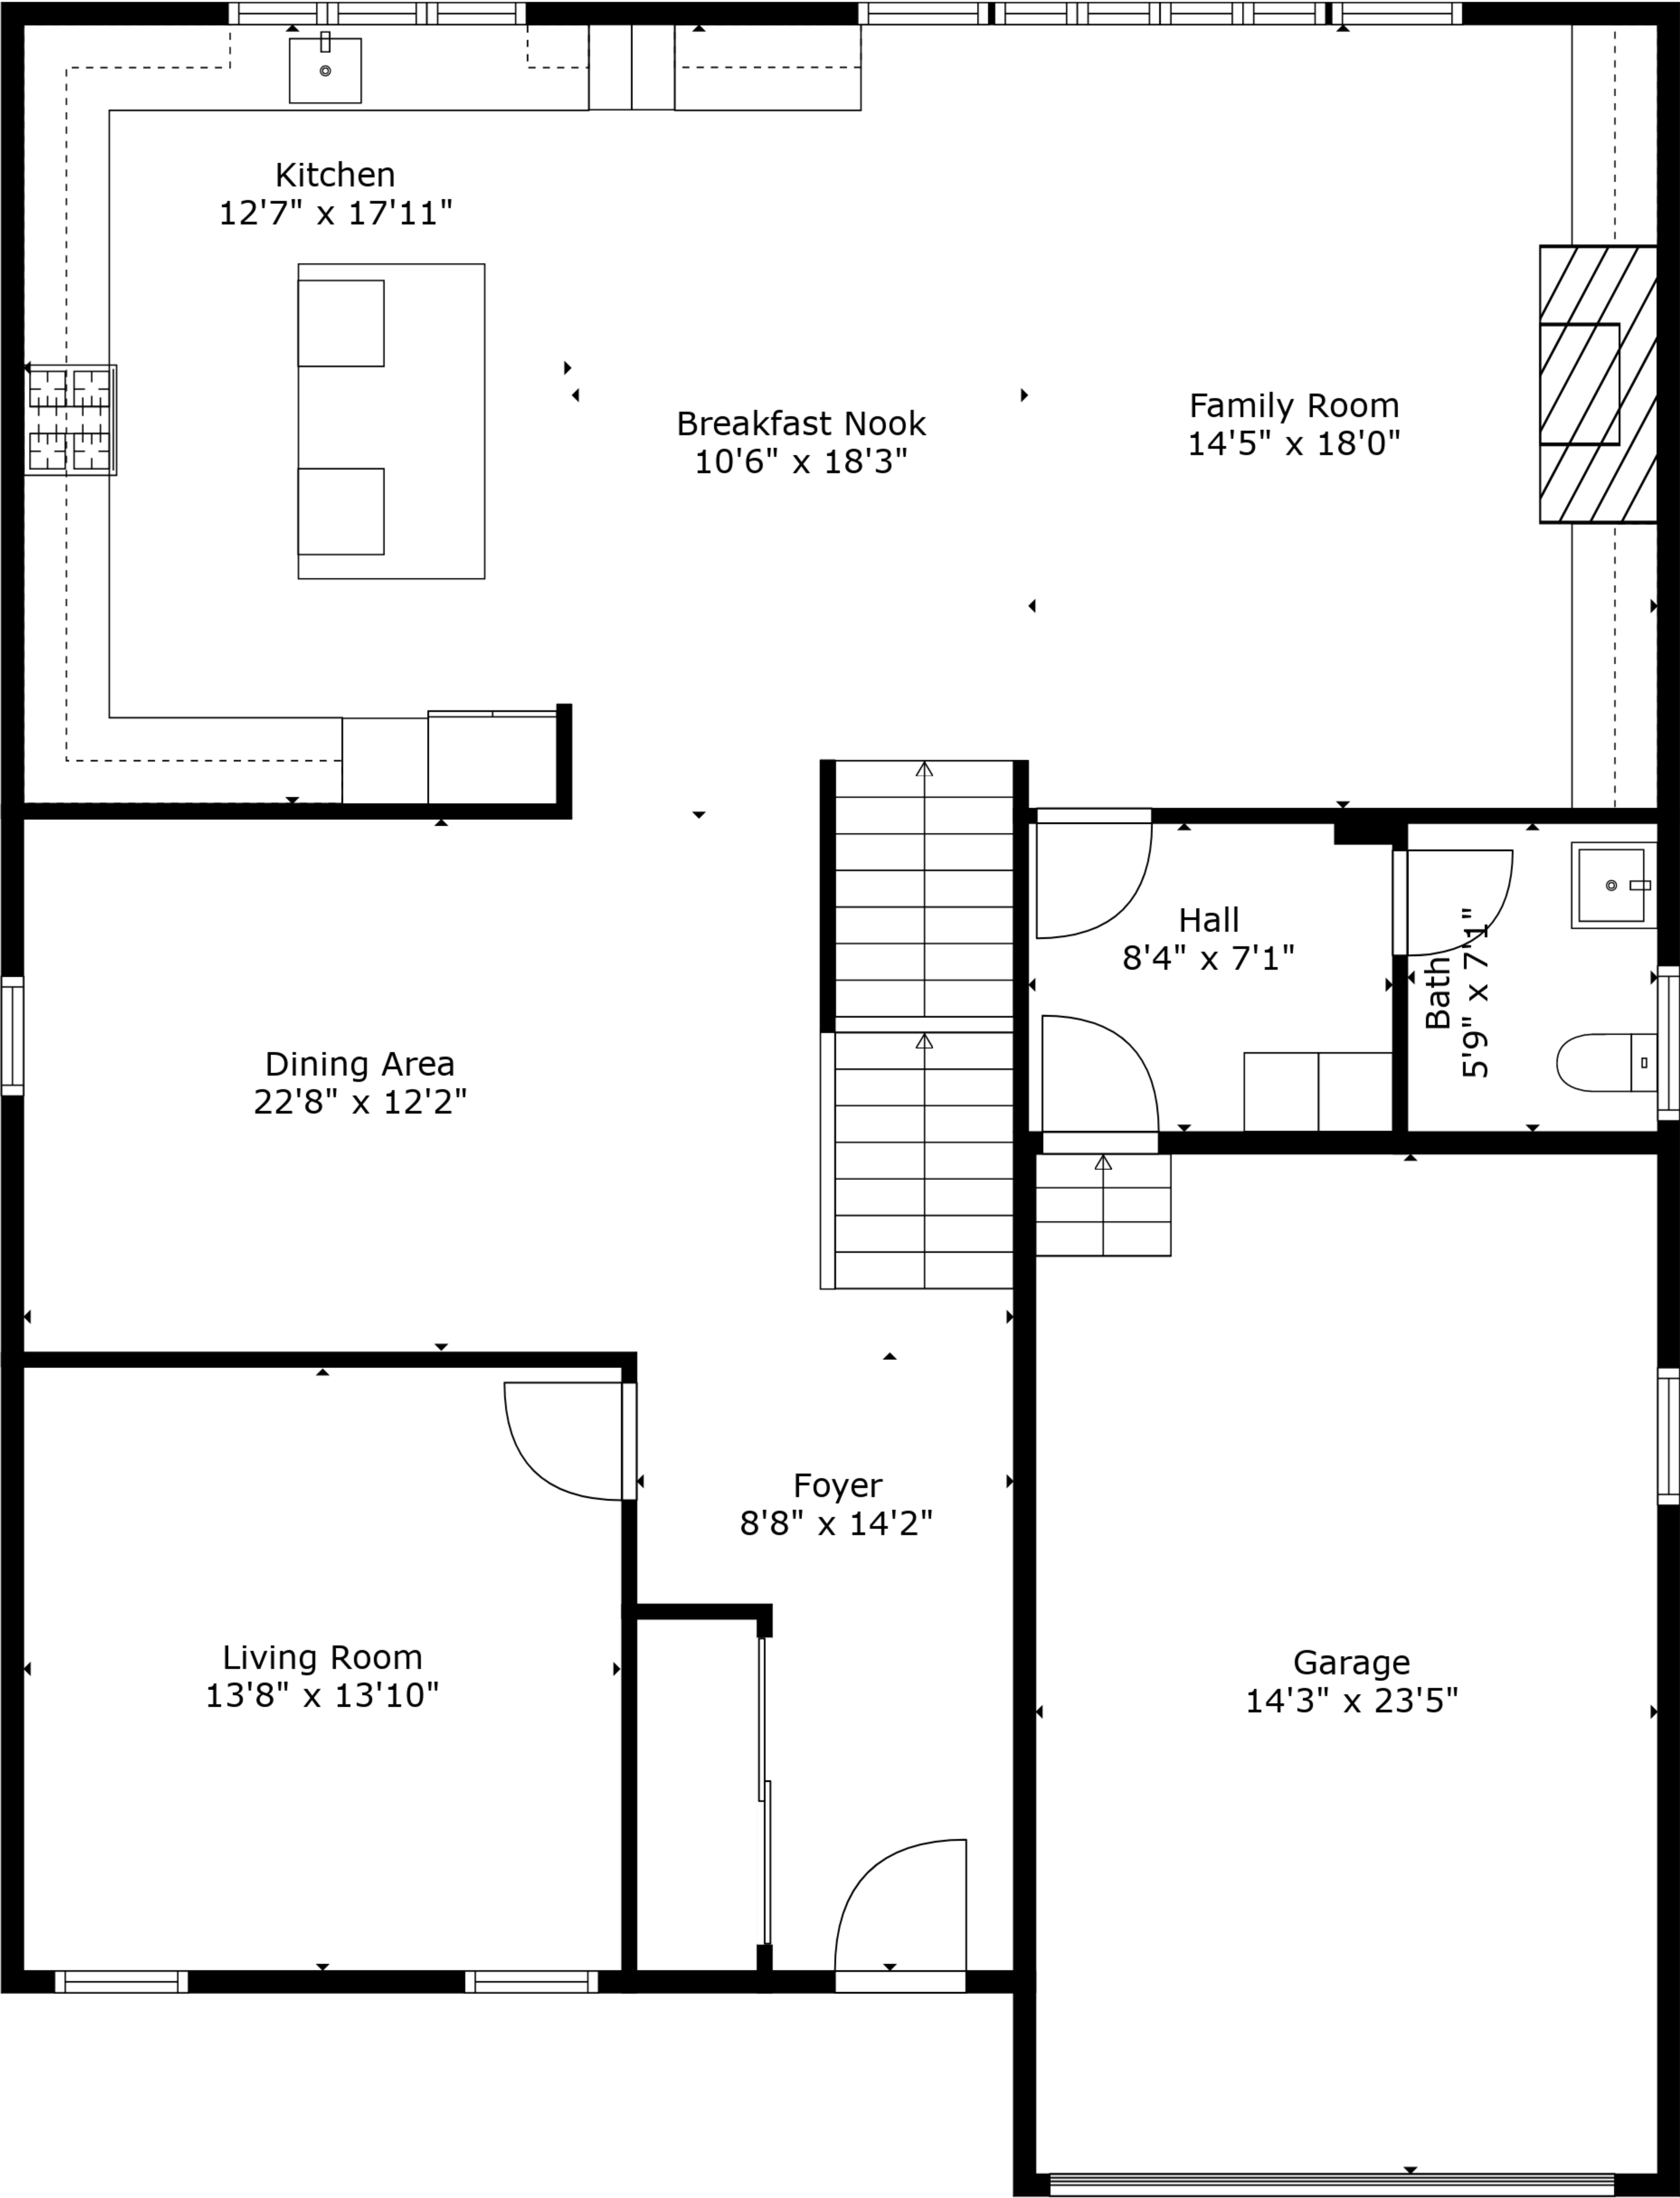 Kitchen
12'7" x 17'11"
Breakfast Nook
10'6" x 18'3"
Family Room
14'5" x 18'0"
Hall
8'4" x 7'1"
Bath
5'9" x 7'1"
Dining Area
22'8" x 12'2"
Foyer
8'8" x 14'2"
Living Room
13'8" x 13'10"
Garage
14'3" x 23'5"